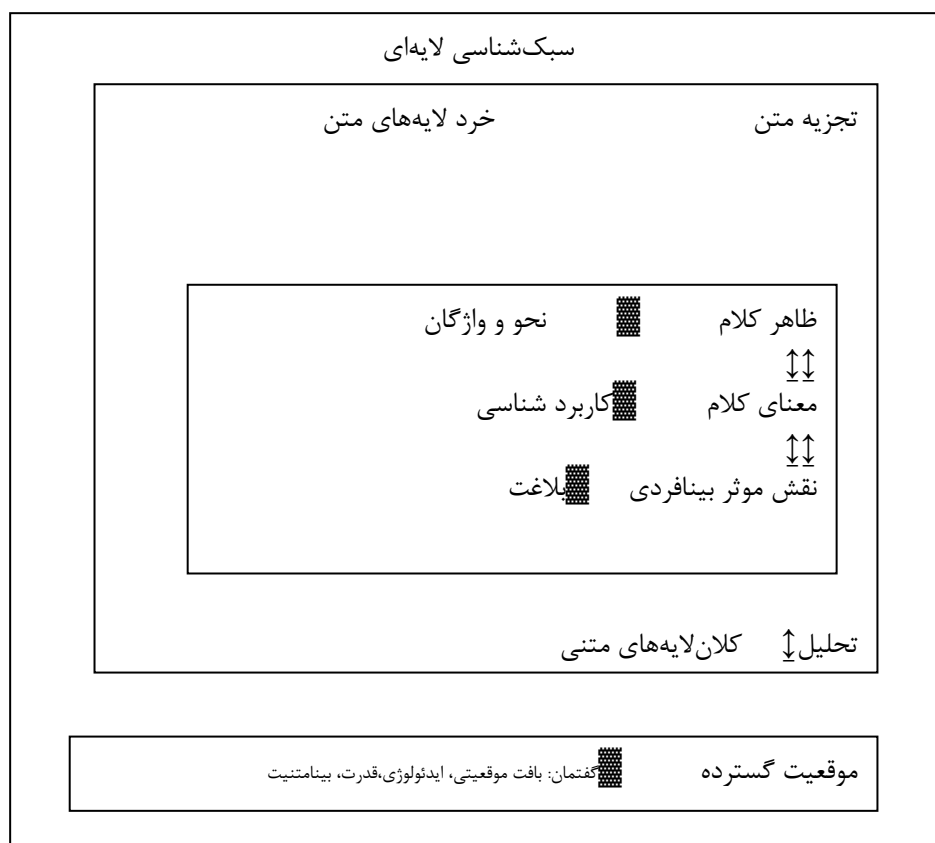 سبک‌شناسی لایه‌ای
تجزیه متن خرد لایه‌های متن
ظاهر کلام ▓ نحو و واژگان
↨↨
معنای کلام ▓کاربرد شناسی
↨↨
نقش موثر بینافردی ▓بلاغت
تحلیل↨ کلان‌لایه‌های متنی
موقعیت گسترده ▓گفتمان: بافت موقعیتی، ایدئولوژی،قدرت، بینامتنیت